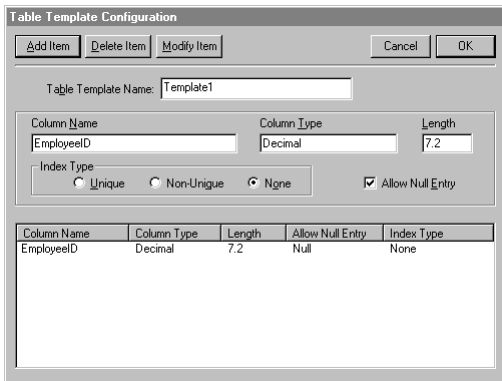 Table Template Configuration
Add Item Delete Item Modify Item Cancel OK
Table Template Name: Template1
Column Name Column Type Length
EmployeeID Decimal 7.2
Index Type
Unique Non-Unigue None Allow Null Entry
Column Name Column Type Length Allow Null Entry Index Type
EmployeeID Decimal 7.2 Null None